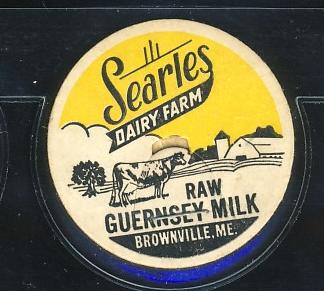 Searles
DAIRY FARM
RAW
GUERNSEY MILK
BROWNVILLE, ME.